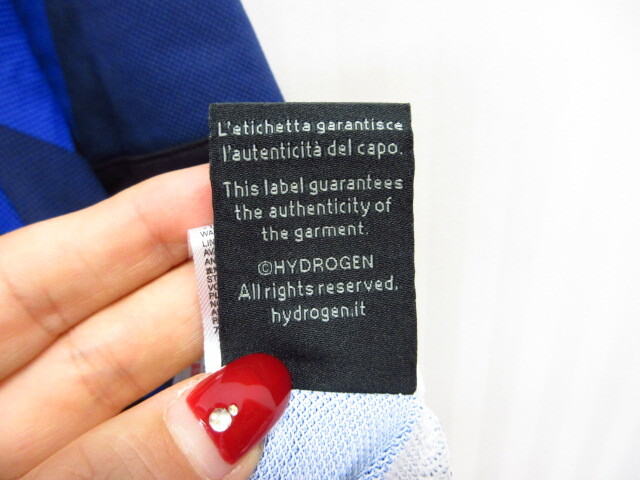 L'etichetta garantisce
l'autenticità del capo.
This label guarantees
the authenticity of
the garment.
©HYDROGEN
All rights reserved.
hydrogen.it